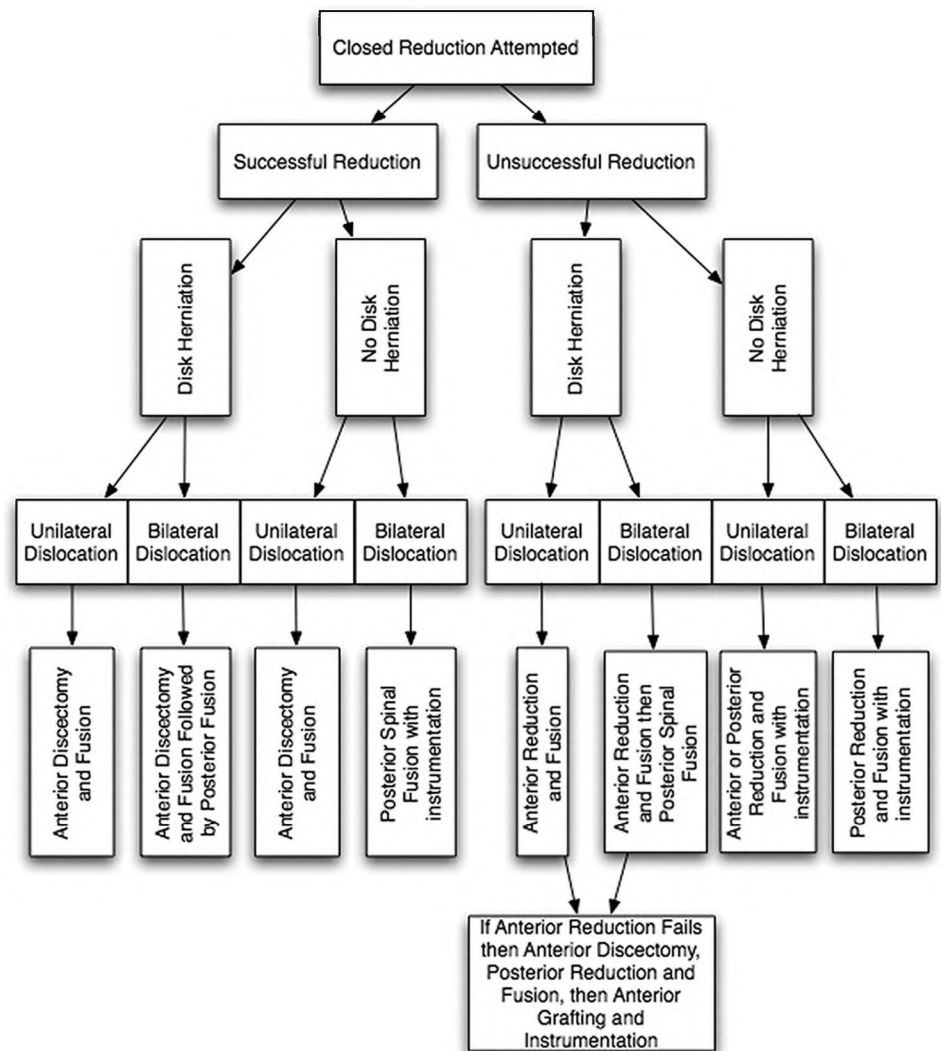 Closed Reduction Attempted
Successful Reduction
Unsuccessful Reduction
Disk Herniation
No Disk
Herniation
Disk Herniation
No Disk
Herniation
Unilateral
Dislocation
Bilateral
Dislocation
Unilateral
Dislocation
Bilateral
Dislocation
Unilateral
Dislocation
Bilateral
Dislocation
Unilateral
Dislocation
Bilateral
Dislocation
Anterior Discectomy
and Fusion
Anterior Discectomy
and Fusion Followed
by Posterior Fusion
Anterior Discectomy
and Fusion
Posterior Spinal
Fusion with
instrumentation
Anterior Reduction
and Fusion
Anterior Reduction
and Fusion then
Posterior Spinal
Fusion
Anterior or Posterior
Reduction and
Fusion with
instrumentation
Posterior Reduction
and Fusion with
instrumentation
If Anterior Reduction Fails
then Anterior Discectomy,
Posterior Reduction and
Fusion, then Anterior
Grafting and
Instrumentation